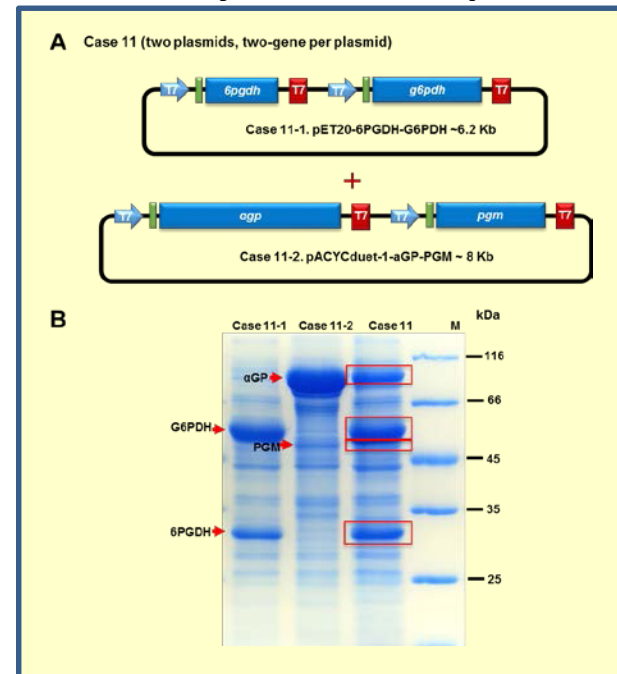 A Case 11 (two plasmids, two-gene per plasmid)
T7 6pgdh T7 T7 g6pdh T7
Case 11-1. pET20-6PGDH-G6PDH ~6.2 Kb
+
T7 agp T7 T7 pgm T7
Case 11-2. pACYCduet-1-aGP-PGM ~ 8 Kb
B
kDa
Case 11-1 Case 11-2 Case 11 M
116
αGP
66
G6PDH
PGM
45
35
6PGDH
25